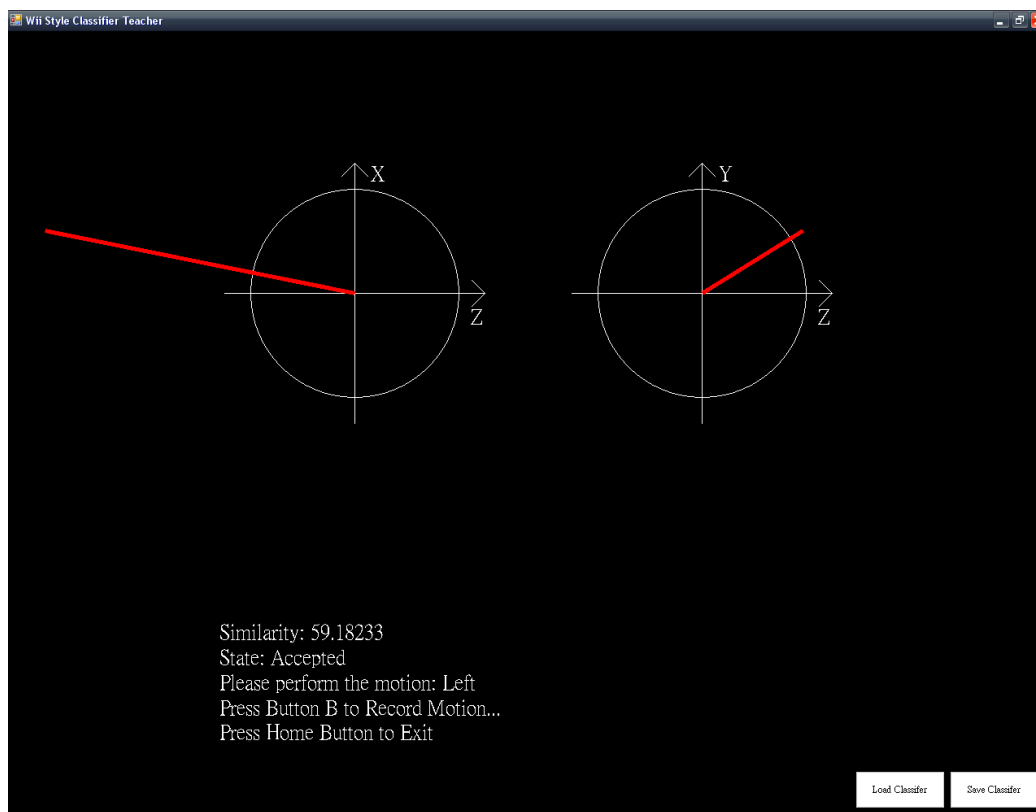 Wii Style Classifier Teacher
X
Y
Z
Z
Similarity: 59.18233
State: Accepted
Please perform the motion: Left
Press Button B to Record Motion...
Press Home Button to Exit
Load Classifer
Save Classifer